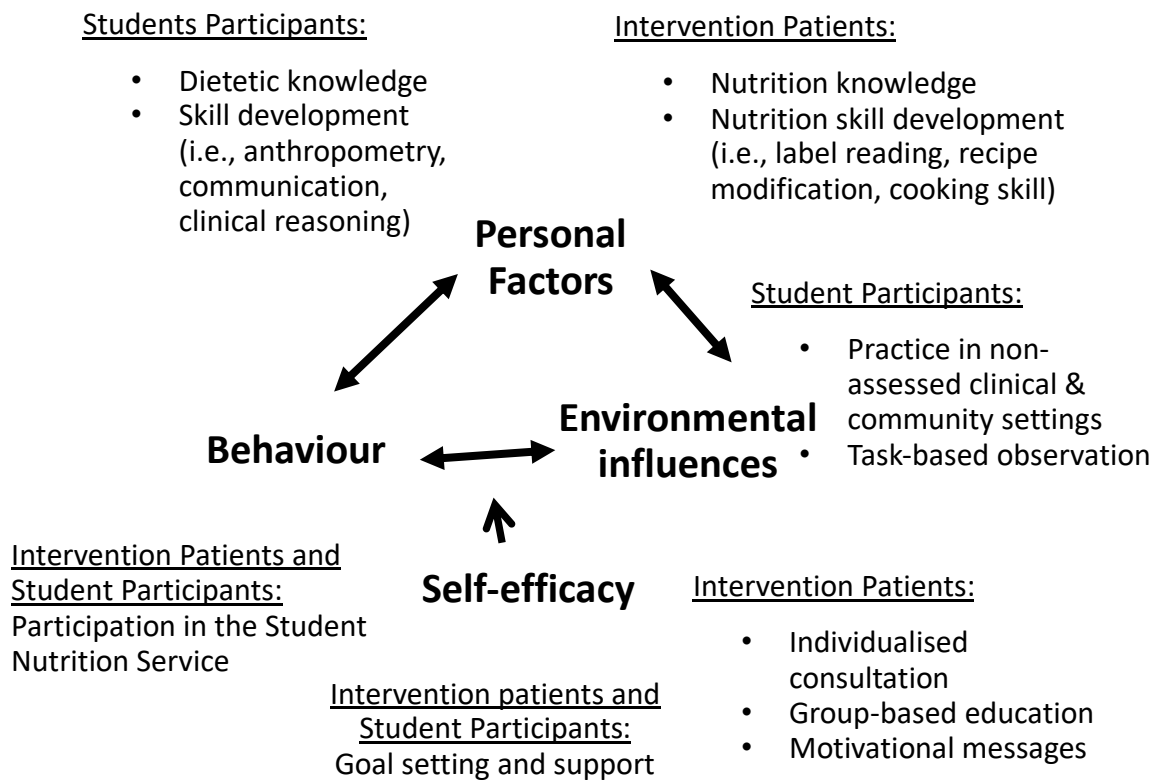 Students Participants:
• Dietetic knowledge
• Skill development
(i.e., anthropometry,
communication,
clinical reasoning)
Intervention Patients:
• Nutrition knowledge
• Nutrition skill development
(i.e., label reading, recipe
modification, cooking skill)
Personal
Factors
Student Participants:
• Practice in non-
assessed clinical &
community settings
• Task-based observation
Behaviour
Environmental
influences
Intervention Patients and
Student Participants:
Participation in the Student
Nutrition Service
Self-efficacy
Intervention patients and
Student Participants:
Goal setting and support
Intervention Patients:
• Individualised
consultation
• Group-based education
• Motivational messages